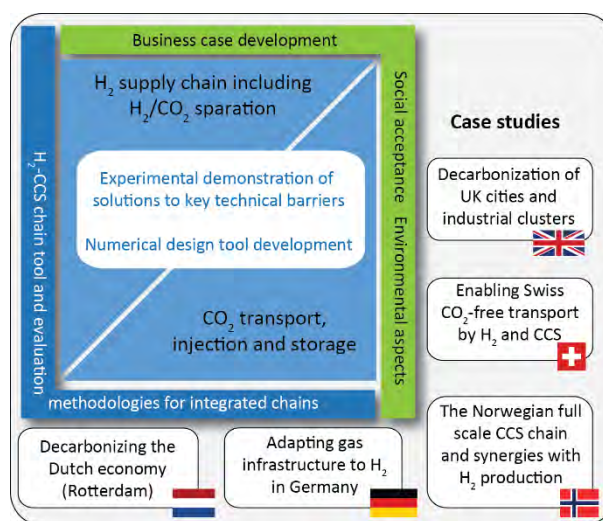 Business case development
H₂ supply chain including
H₂/CO₂ sparation
Experimental demonstration of
solutions to key technical barriers
Numerical design tool development
CO₂ transport,
injection and storage
H₂-CCS chain tool and evaluation
methodologies for integrated chains
Social acceptance Environmental aspects
Case studies
Decarbonization of
UK cities and
industrial clusters
Enabling Swiss
CO₂-free transport
by H₂ and CCS
The Norwegian full
scale CCS chain
and synergies with
H₂ production
Decarbonizing the
Dutch economy
(Rotterdam)
Adapting gas
infrastructure to H₂
in Germany